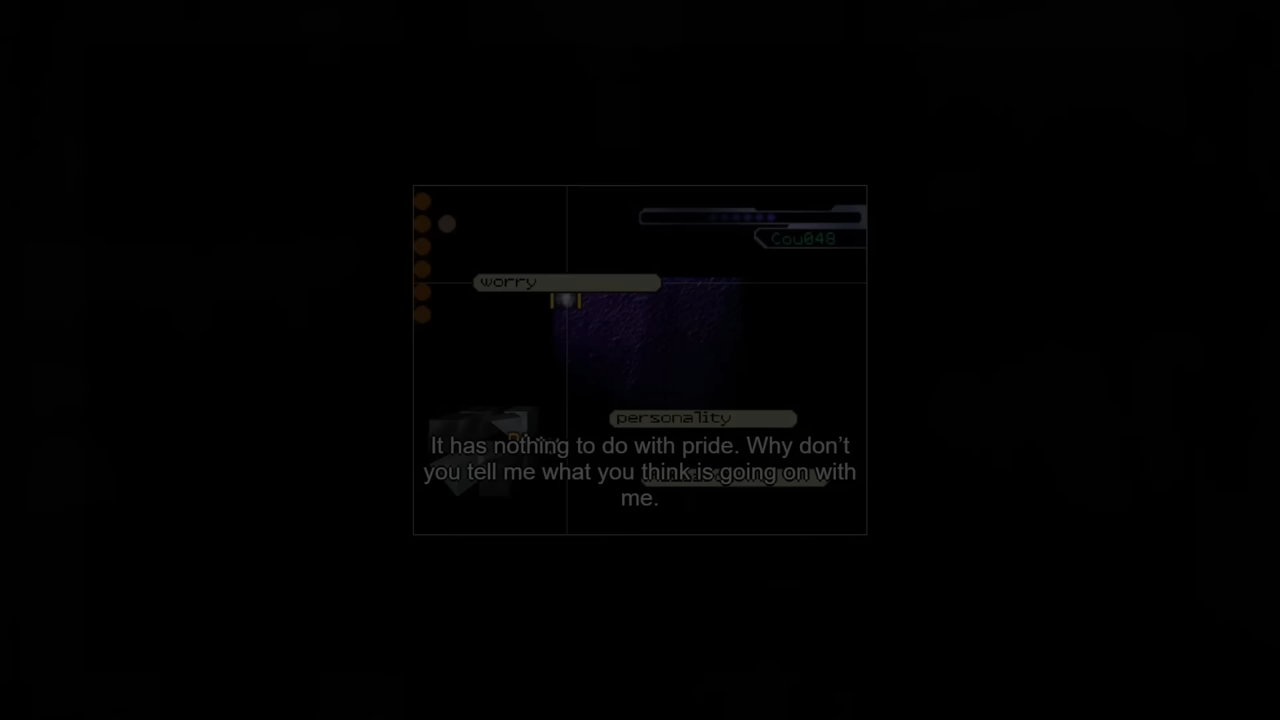 Cou048
worry
personality
It has nothing to do with pride. Why don’t
you tell me what you think is going on with
me.